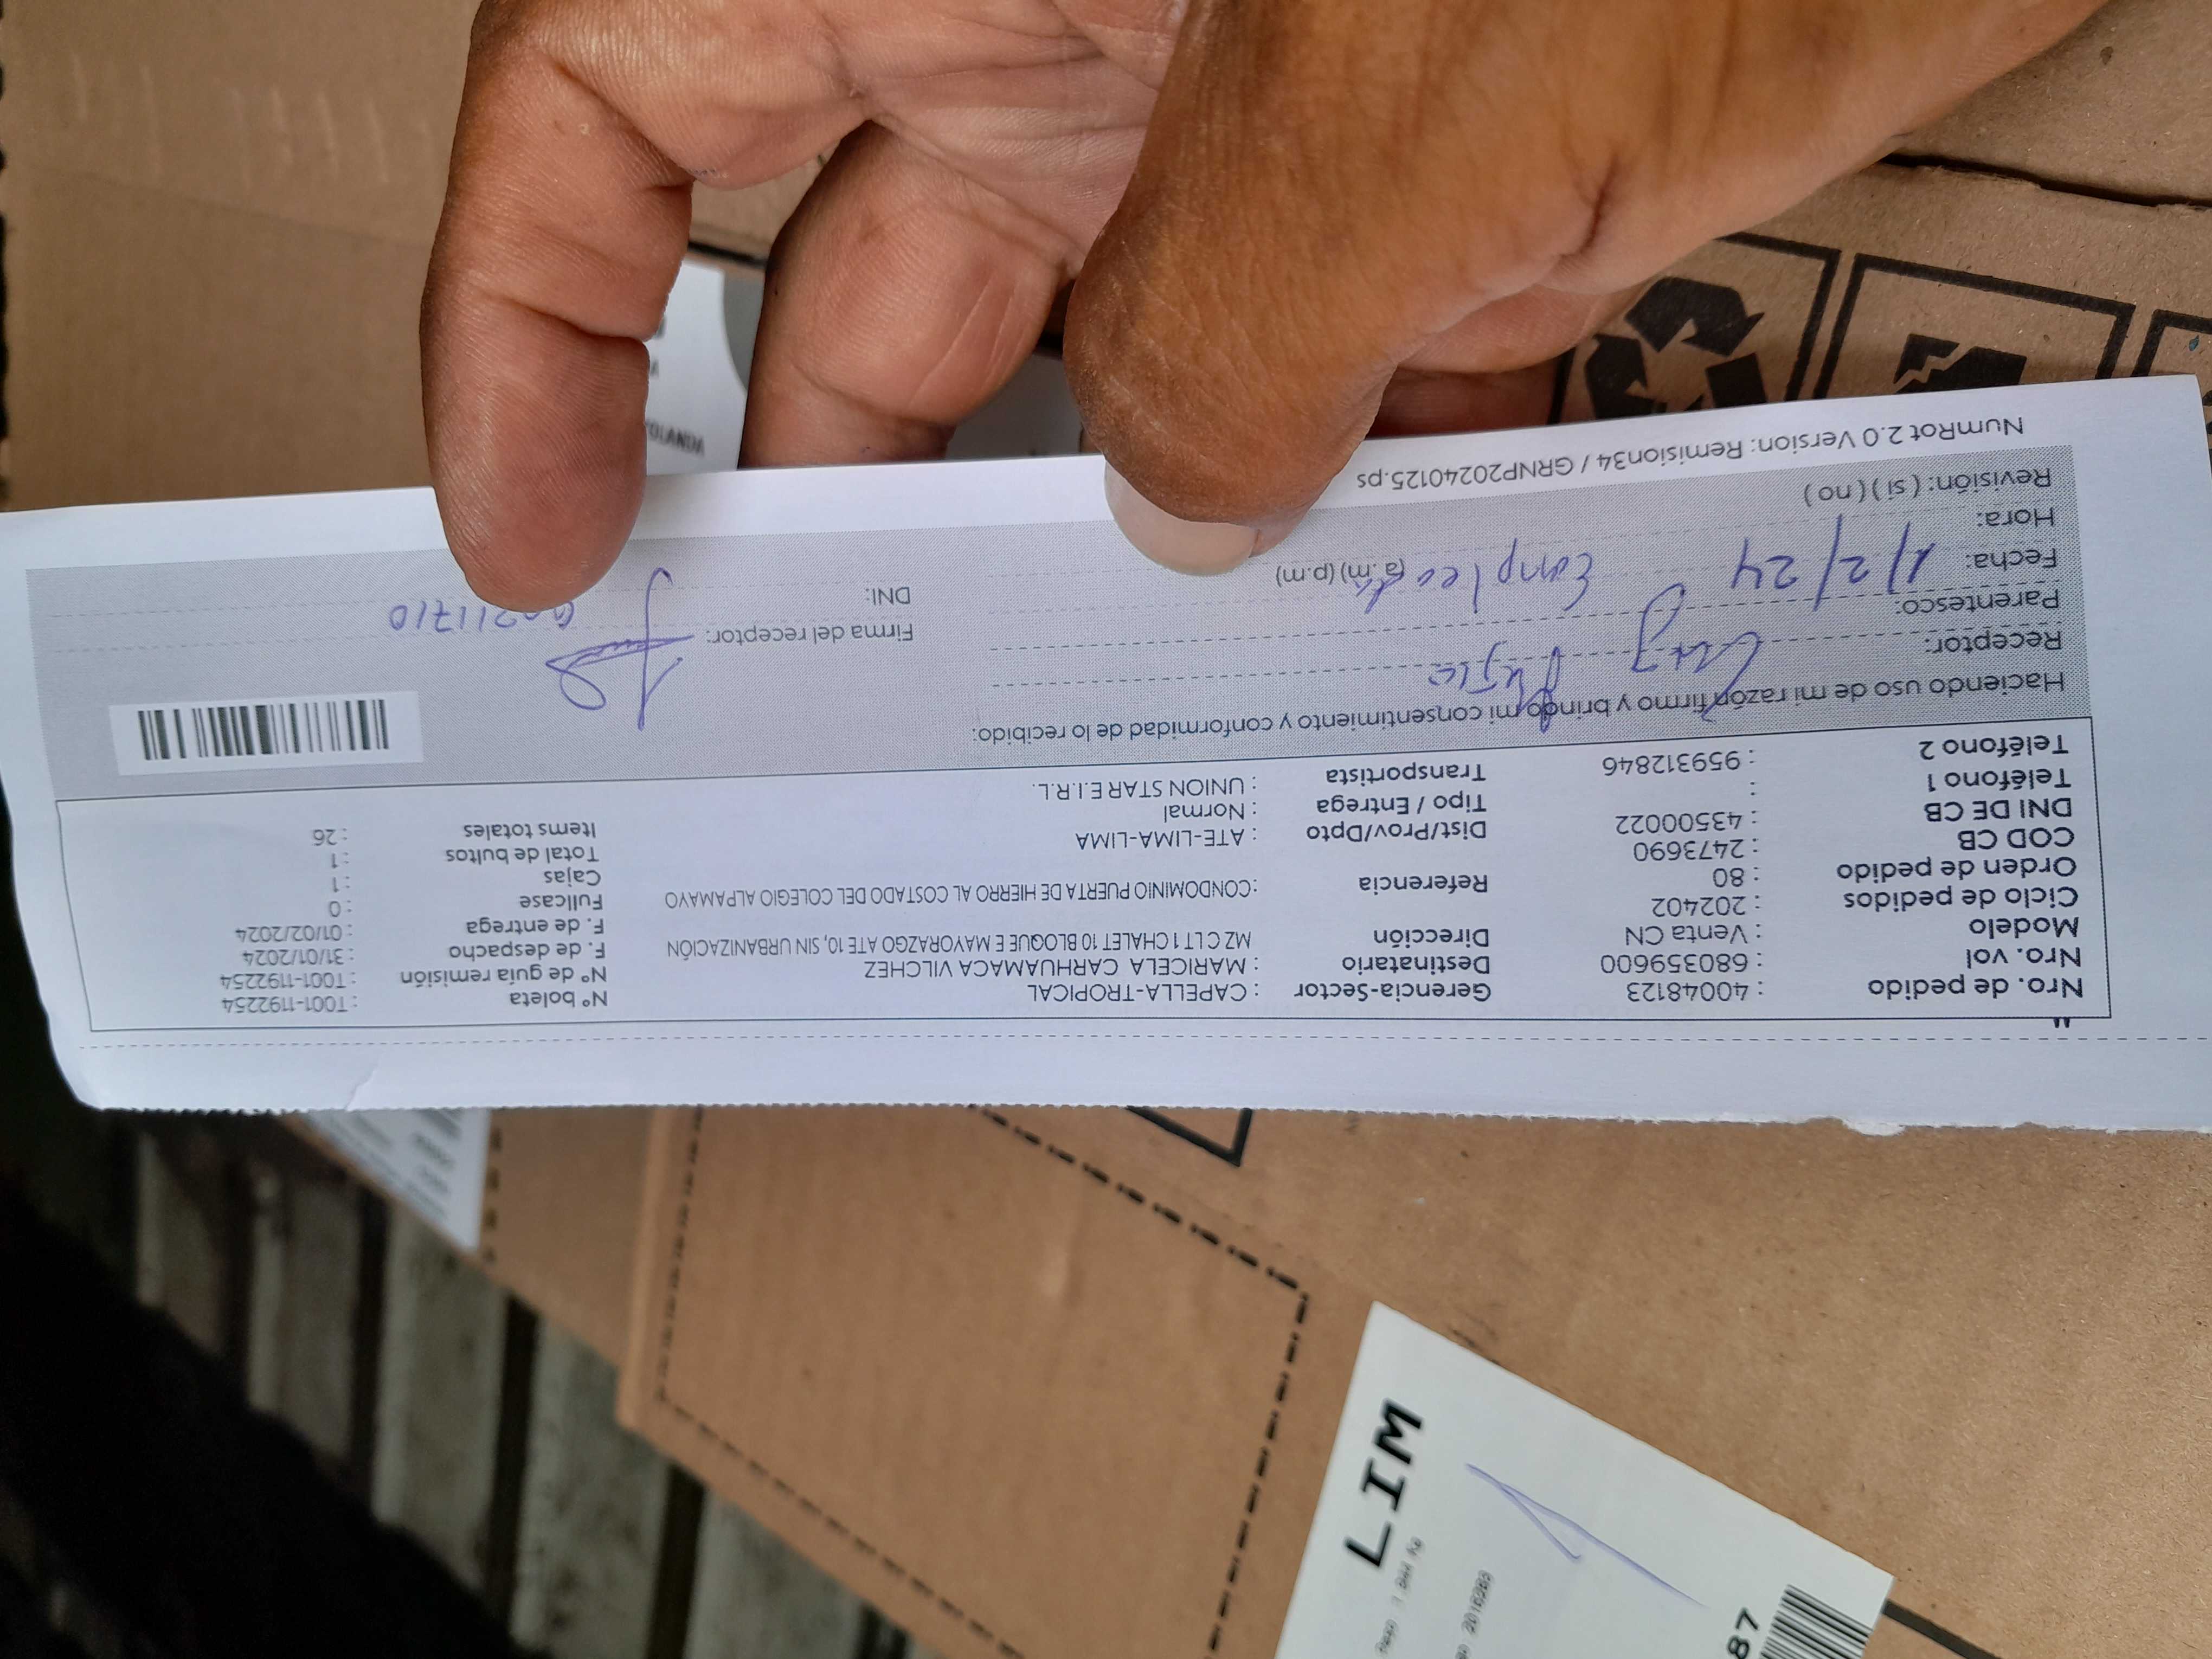 Nro. de pedido : 40048123 Gerencia-Sector : CAPELLA-TROPICAL Nº boleta : T001-1192254
Nro. vol : 680359600 Destinatario : MARICELA CARHUAMACA VILCHEZ Nº de guía remisión : T001-1192254
Modelo : Venta CN Dirección MZ C LT 1 CHALET 10 BLOQUE E MAYORAZGO ATE 10, SIN URBANIZACIÓN F. de despacho : 31/01/2024
Ciclo de pedidos : 202402 F. de entrega : 01/02/2024
Orden de pedido : 80 Referencia : CONDOMINIO PUERTA DE HIERRO AL COSTADO DEL COLEGIO ALPAMAYO Fullcase : 0
COD CB : 2473690 Cajas : 1
DNI DE CB : 43500022 Dist/Prov/Dpto : ATE-LIMA-LIMA Total de bultos : 1
Teléfono 1 : Tipo / Entrega : Normal Items totales : 26
Teléfono 2 : 959312846 Transportista : UNION STAR E.I.R.L.
Haciendo uso de mi razón firmo y brindo mi consentimiento y conformidad de lo recibido:
Receptor: Luz
Firma del receptor:
Parentesco: Empleada
DNI:
Fecha: 1/2/24
Hora: (a.m) (p.m)
Revisión: ( si ) ( no )
NumRot 2.0 Version: Remision34 / GRNP20240125.ps
OLANDA
LIM
87